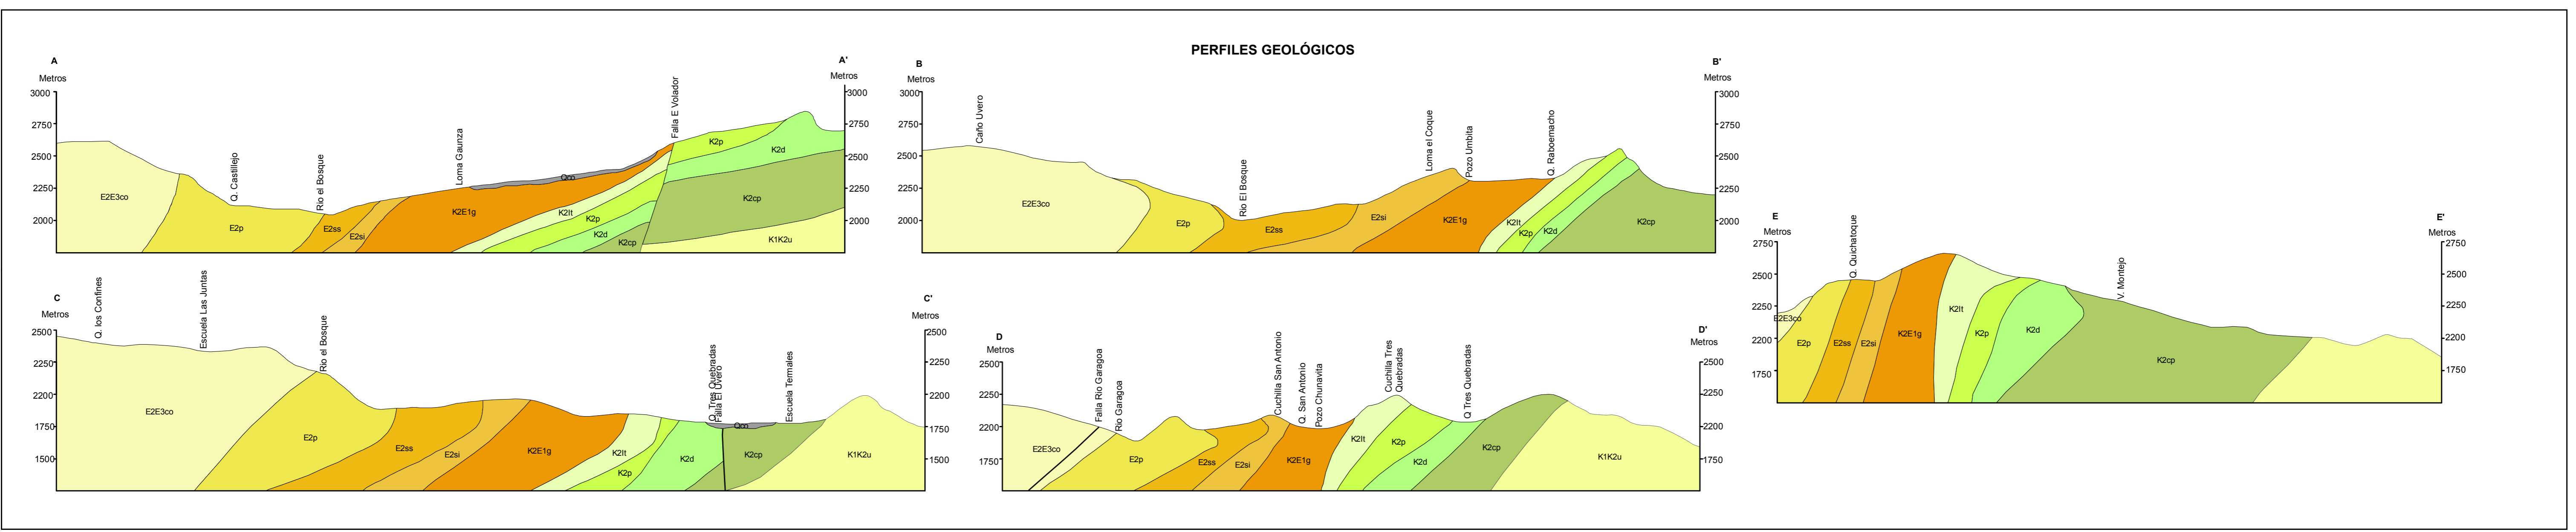 PERFILES GEOLÓGICOS
A
Metros
3000
2750
2500
2250
2000
Q. Castillejo
Rio el Bosque
Loma Gaunza
Falla E Volador
A'
Metros
3000
2750
2500
2250
2000
E2E3co
E2p
E2ss
E2si
K2E1g
Qco
K2lt
K2p
K2d
K2cp
K2p
K2d
K2cp
K1K2u
B
Metros
3000
2750
2500
2250
2000
Caño Uvero
Rio El Bosque
Loma el Coque
Pozo Umbita
Q. Raboemacho
B'
Metros
3000
2750
2500
2250
2000
E2E3co
E2p
E2ss
E2si
K2E1g
K2lt
K2p
K2d
K2cp
C
Metros
2500
2250
2200
1750
1500
Q. los Confines
Escuela Las Juntas
Rio el Bosque
Q. Tres Quebradas
Falla El Uvero
Escuela Termales
C'
Metros
2500
2250
2200
1750
1500
E2E3co
E2p
E2ss
E2si
K2E1g
K2lt
K2p
K2d
Qco
K2cp
K1K2u
D
Metros
2500
2250
2200
1750
Falla Rio Garagoa
Rio Garagoa
Cuchilla San Antonio
Q. San Antonio
Pozo Chunavita
Cuchilla Tres
Quebradas
Q Tres Quebradas
D'
Metros
2500
2250
2200
1750
E2E3co
E2p
E2ss
E2si
K2E1g
K2lt
K2p
K2d
K2cp
K1K2u
E
Metros
2750
2500
2250
2200
1750
Q. Quichatoque
V. Montejo
E'
Metros
2750
2500
2250
2200
1750
E2E3co
E2p
E2ss
E2si
K2E1g
K2lt
K2p
K2d
K2cp